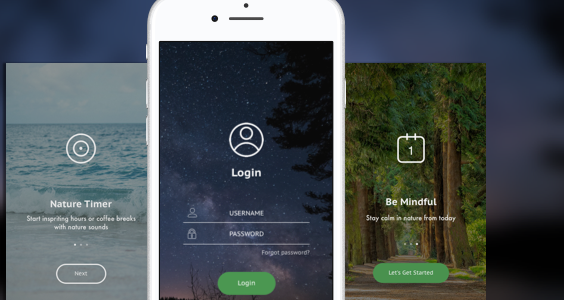 Nature Timer
Start inspriting hours or coffee breaks
with nature sounds
Next
Login
USERNAME
PASSWORD
Forgot password?
Login
1
Be Mindful
Stay calm in nature from today
Let's Get Started